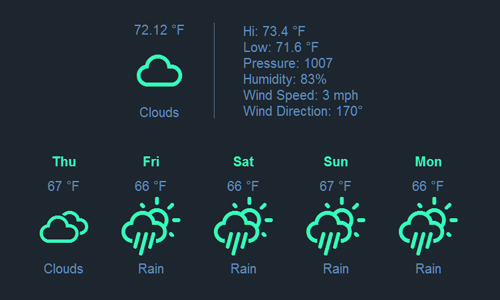 72.12 °F
Clouds
Hi: 73.4 °F
Low: 71.6 °F
Pressure: 1007
Humidity: 83%
Wind Speed: 3 mph
Wind Direction: 170°
Thu Fri Sat Sun Mon
67 °F 66 °F 66 °F 67 °F 66 °F
Clouds Rain Rain Rain Rain